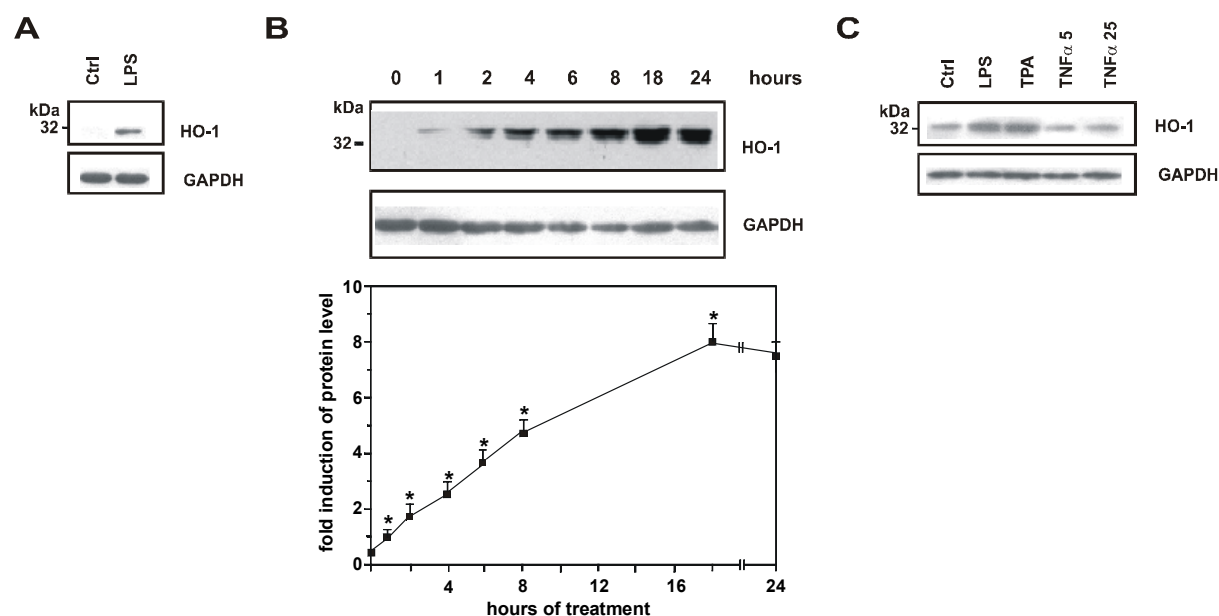 A
Ctrl
LPS
kDa
32
HO-1
GAPDH
B
0 1 2 4 6 8 18 24 hours
kDa
32
HO-1
GAPDH
fold induction of protein level
10
8
6
4
2
0
* * * * * *
4 8 12 16 24
hours of treatment
C
Ctrl
LPS
TPA
TNFα 5
TNFα 25
kDa
32
HO-1
GAPDH